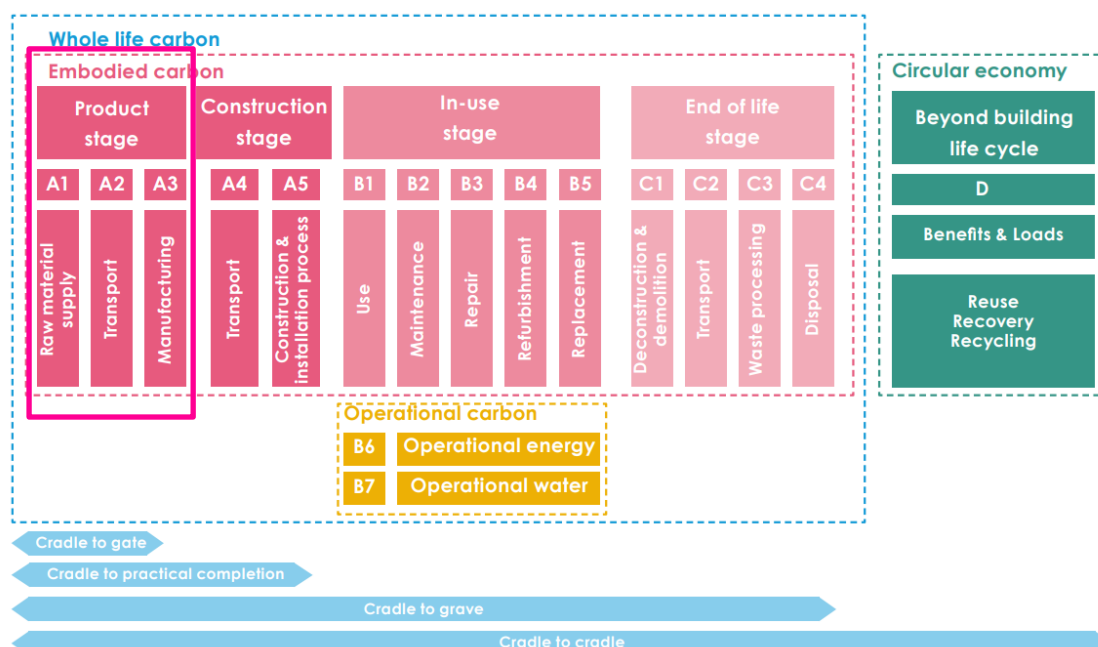 Whole life carbon
Embodied carbon
Circular economy
Product
stage
Construction
stage
In-use
stage
End of life
stage
Beyond building
life cycle
A1
A2
A3
A4
A5
B1
B2
B3
B4
B5
C1
C2
C3
C4
D
Raw material
supply
Transport
Manufacturing
Transport
Construction &
installation process
Use
Maintenance
Repair
Refurbishment
Replacement
Deconstruction &
demolition
Transport
Waste processing
Disposal
Benefits & Loads
Reuse
Recovery
Recycling
Operational carbon
B6
Operational energy
B7
Operational water
Cradle to gate
Cradle to practical completion
Cradle to grave
Cradle to cradle